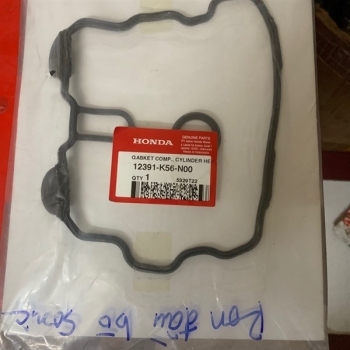 HONDA
GENUINE PARTS
GASKET COMP., CYLINDER HE
12391-K56-N00
QTY 1
Ron đầu bò Sonic